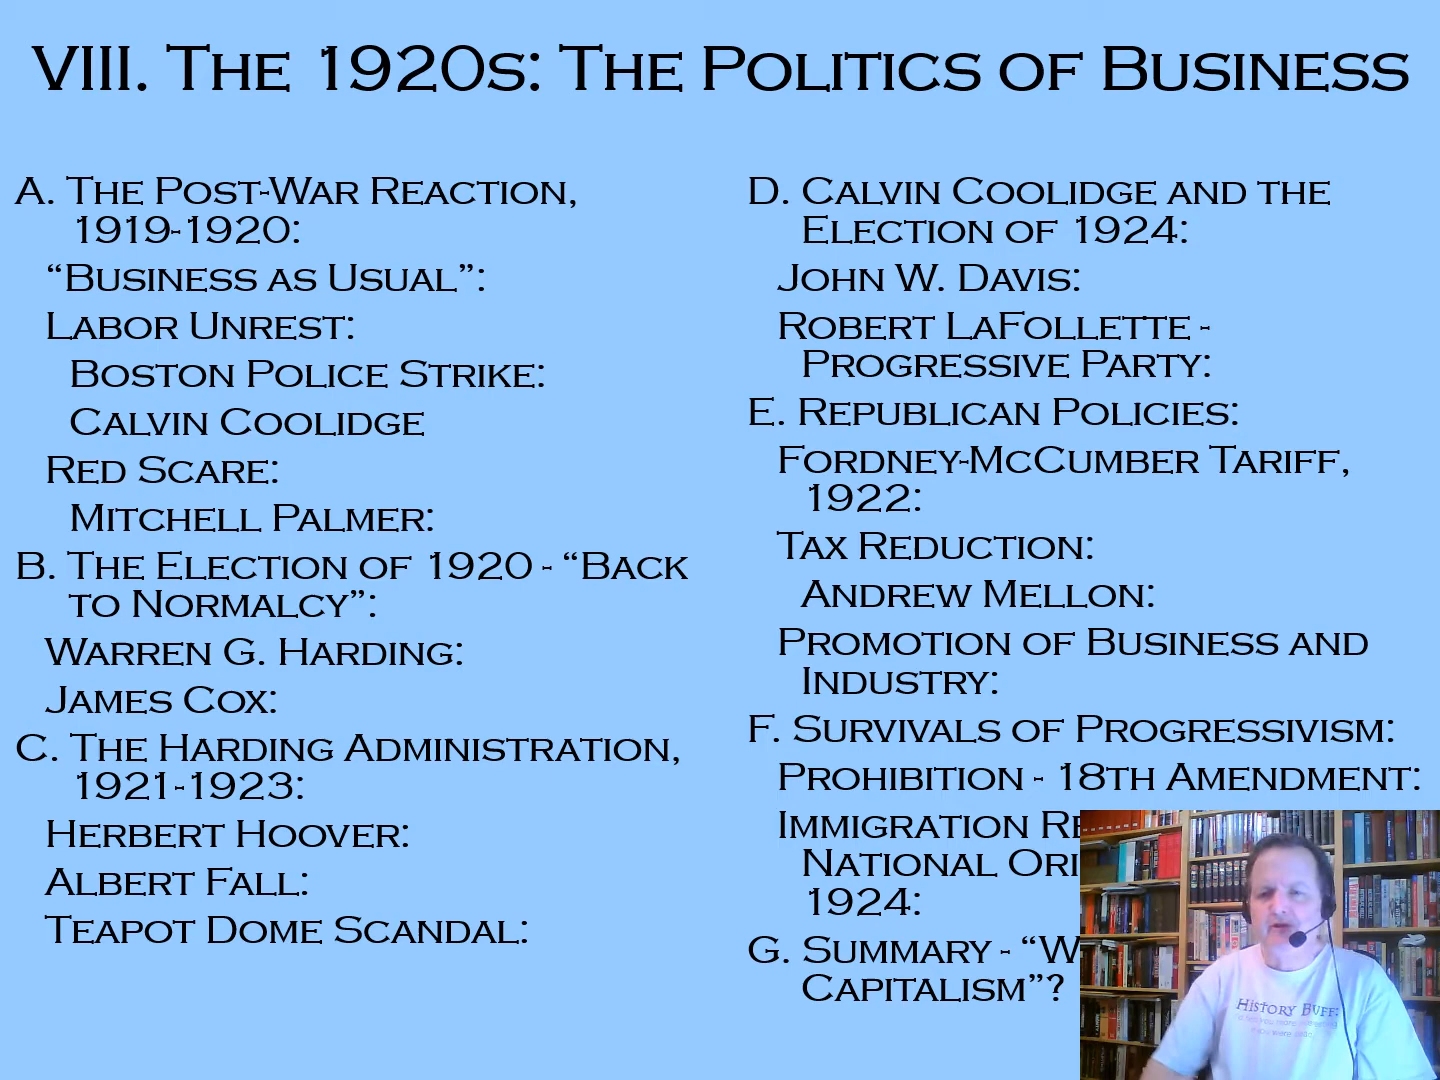 VIII. The 1920s: The Politics of Business
A. The Post-War Reaction,
1919-1920:
“Business as Usual”:
Labor Unrest:
Boston Police Strike:
Calvin Coolidge
Red Scare:
Mitchell Palmer:
B. The Election of 1920 - “Back
to Normalcy”:
Warren G. Harding:
James Cox:
C. The Harding Administration,
1921-1923:
Herbert Hoover:
Albert Fall:
Teapot Dome Scandal:
D. Calvin Coolidge and the
Election of 1924:
John W. Davis:
Robert LaFollette -
Progressive Party:
E. Republican Policies:
Fordney-McCumber Tariff,
1922:
Tax Reduction:
Andrew Mellon:
Promotion of Business and
Industry:
F. Survivals of Progressivism:
Prohibition - 18th Amendment:
Immigration
National
1924:
G. Summary - “
Capitalism”?
History Buff: